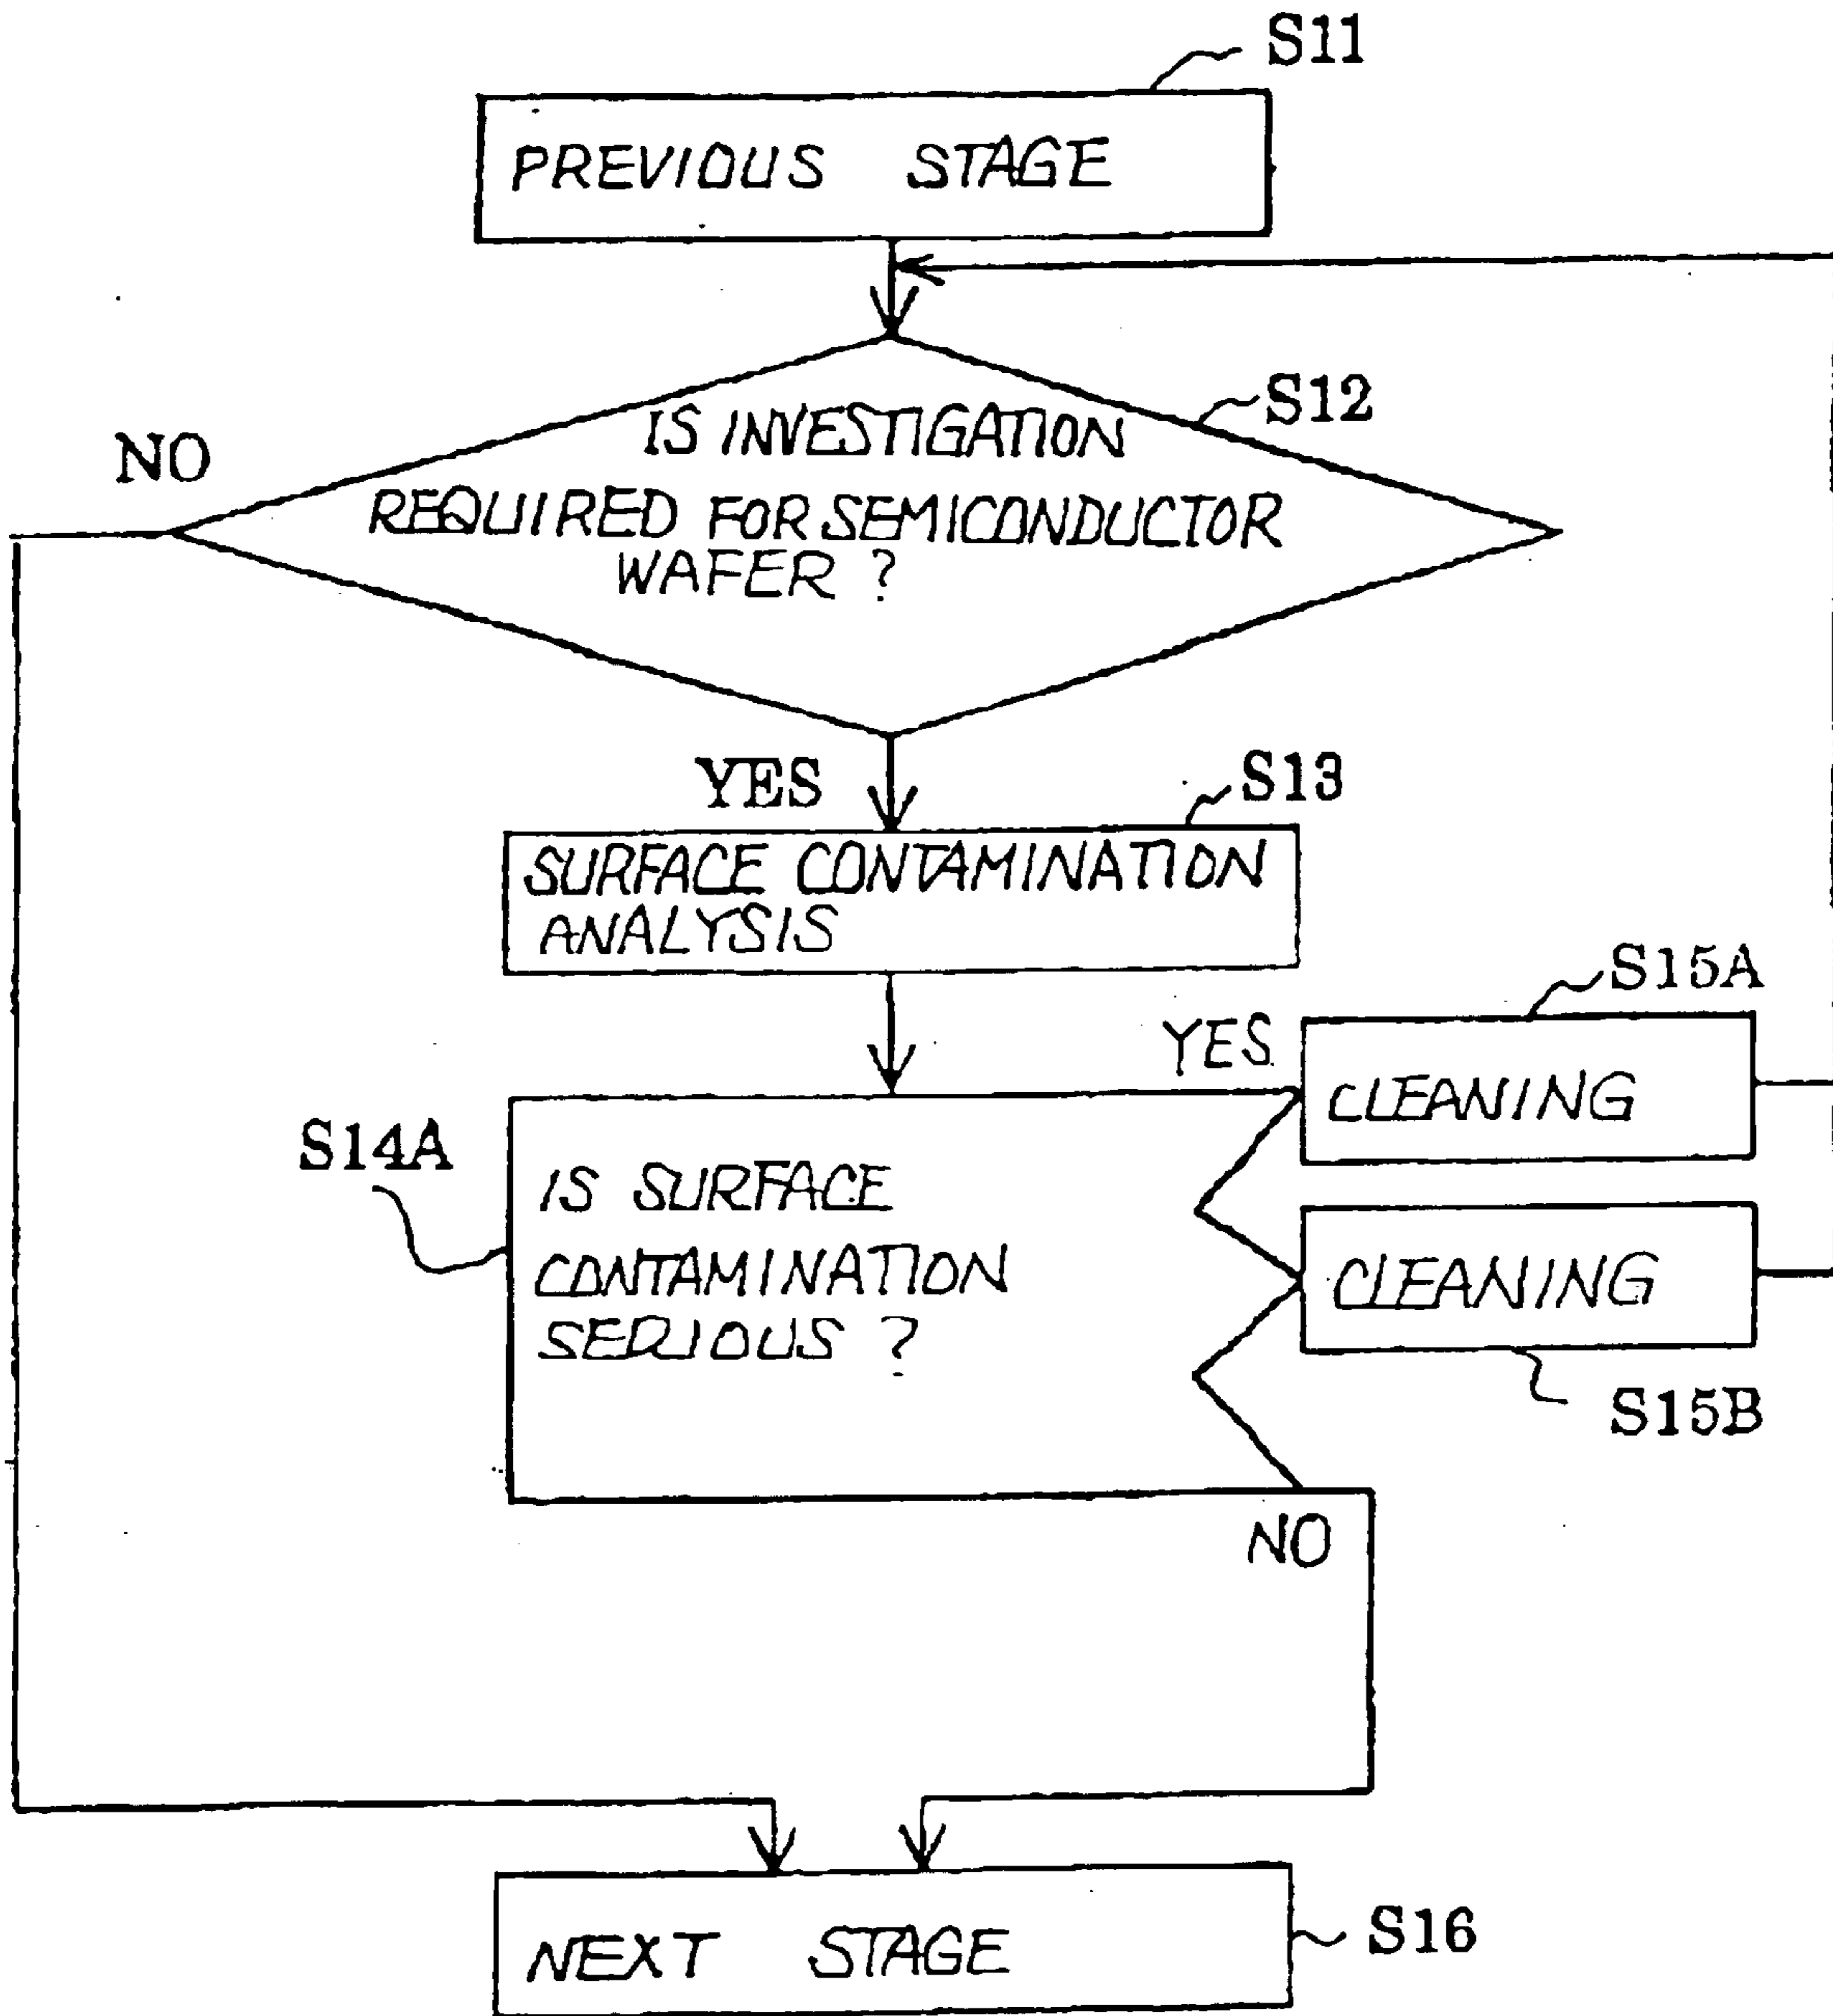 S11
PREVIOUS STAGE
S12
NO
IS INVESTIGATION
REQUIRED FOR SEMICONDUCTOR
WAFER ?
YES
S13
SURFACE CONTAMINATION
ANALYSIS
S15A
YES
CLEANING
S14A
IS SURFACE
CONTAMINATION
SERIOUS ?
CLEANING
S15B
NO
NEXT STAGE
S16